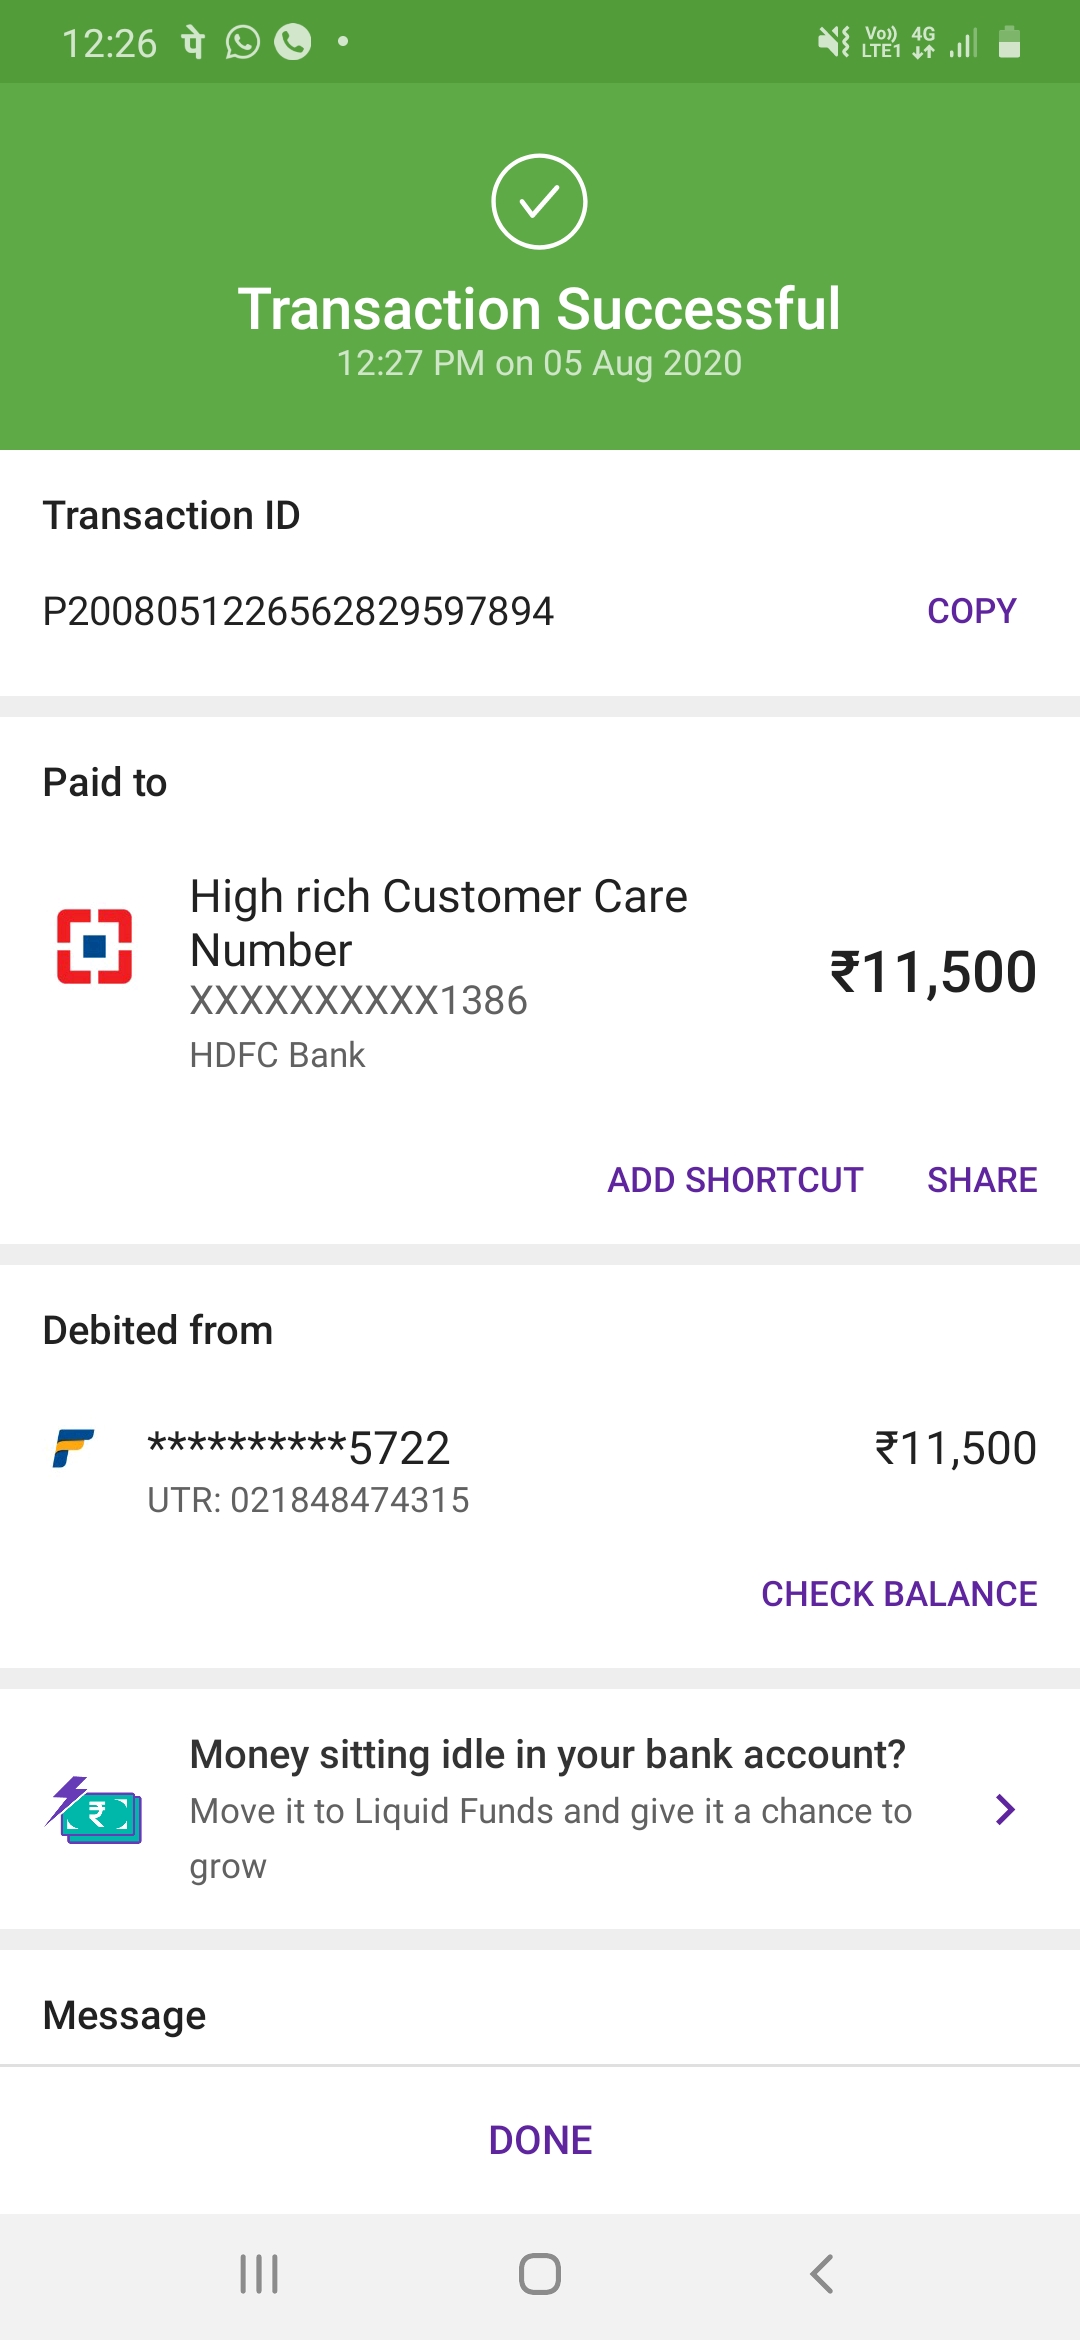 12:26 पे
Vo)) LTE1 4G
Transaction Successful
12:27 PM on 05 Aug 2020
Transaction ID
P2008051226562829597894 COPY
Paid to
High rich Customer Care
Number
₹11,500
XXXXXXXXXX1386
HDFC Bank
ADD SHORTCUT SHARE
Debited from
**********5722 ₹11,500
UTR: 021848474315
CHECK BALANCE
Money sitting idle in your bank account?
Move it to Liquid Funds and give it a chance to
grow
₹
Message
DONE